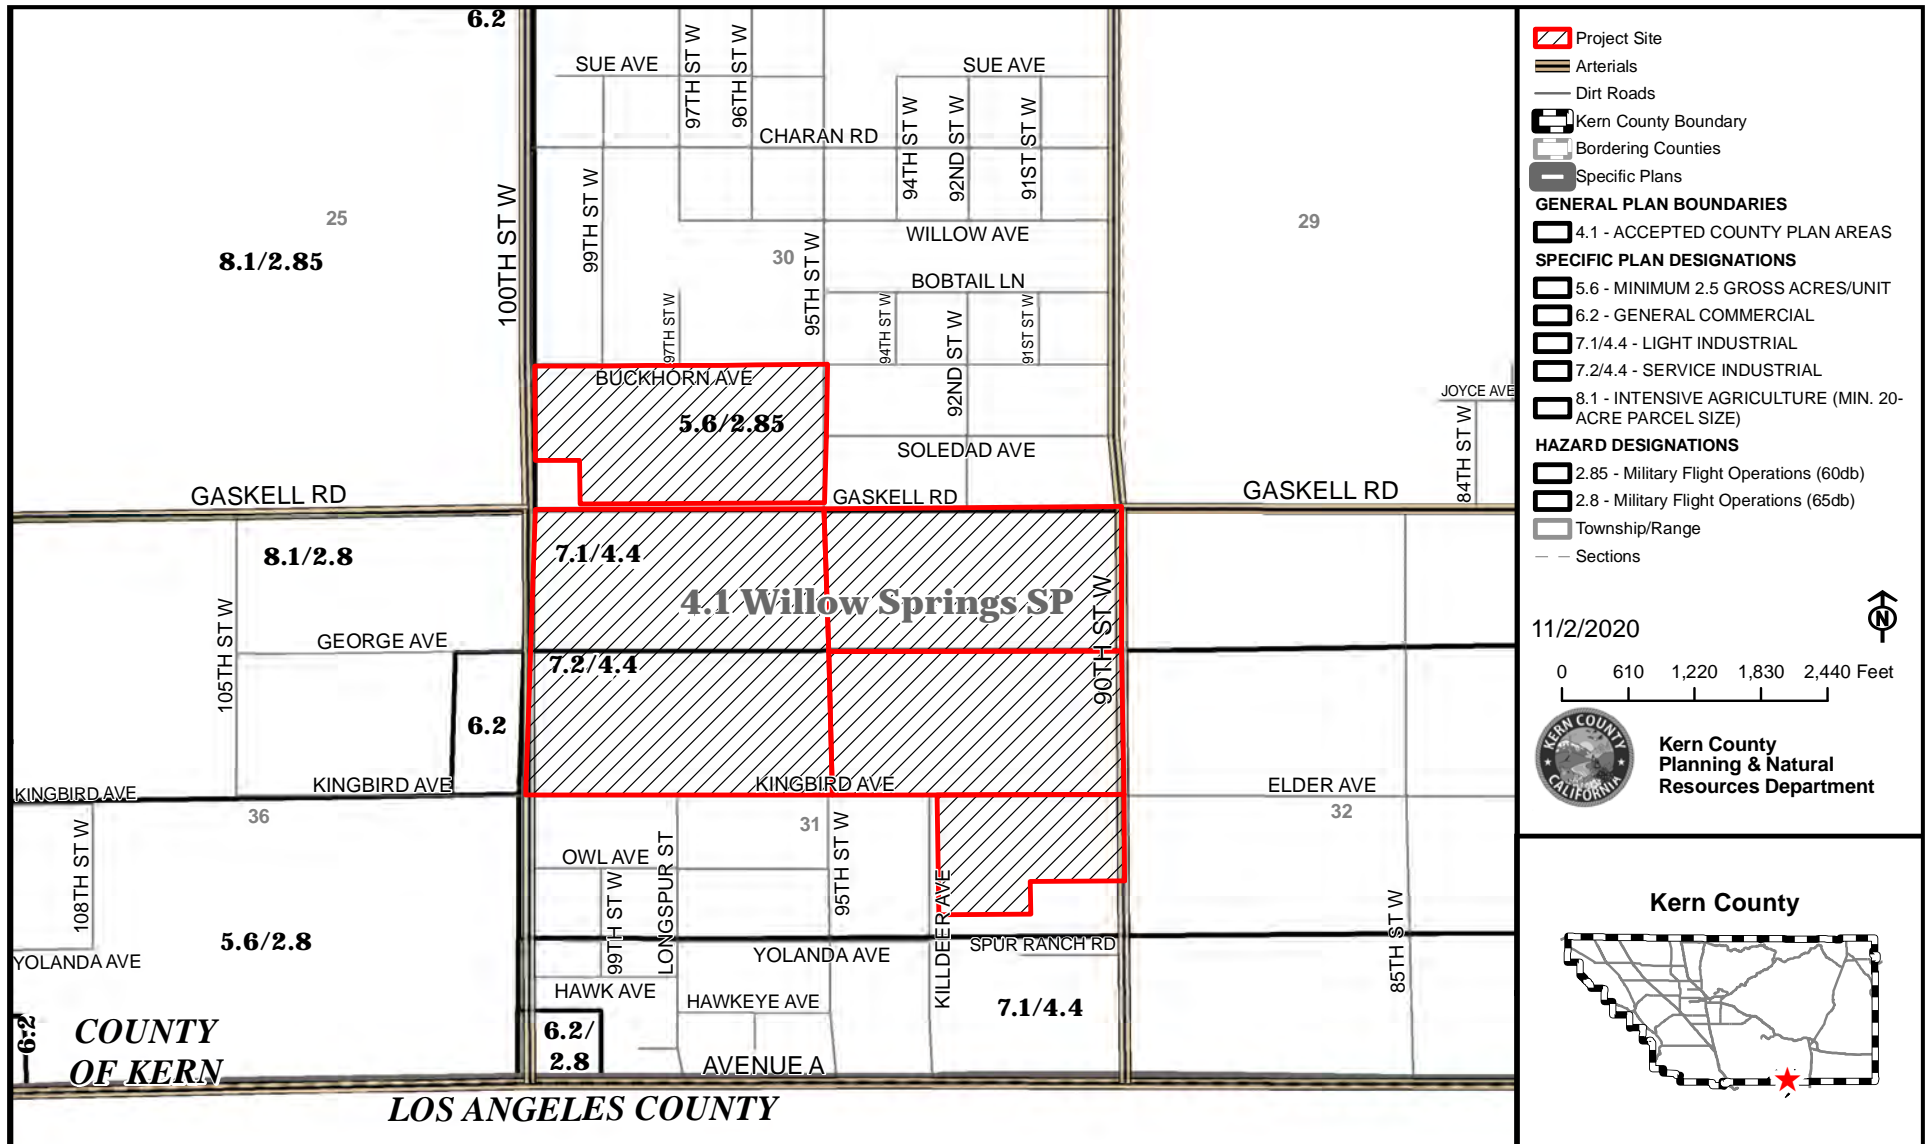 6.2
SUE AVE
97TH ST W
96TH ST W
SUE AVE
CHARAN RD
94TH ST W
92ND ST W
91ST ST W
100TH ST W
99TH ST W
25
8.1/2.85
30
95TH ST W
WILLOW AVE
29
BOBTAIL LN
97TH ST W
94TH ST W
92ND ST W
91ST ST W
BUCKHORN AVE
5.6/2.85
JOYCE AVE
84TH ST W
SOLEDAD AVE
GASKELL RD
GASKELL RD
GASKELL RD
8.1/2.8
7.1/4.4
4.1 Willow Springs SP
105TH ST W
90TH ST W
GEORGE AVE
7.2/4.4
6.2
KINGBIRD AVE
KINGBIRD AVE
KINGBIRD AVE
ELDER AVE
36
31
32
108TH ST W
OWL AVE
99TH ST W
LONGSPUR ST
95TH ST W
KILLDEER AVE
85TH ST W
5.6/2.8
YOLANDA AVE
YOLANDA AVE
SPUR RANCH RD
HAWK AVE
HAWKEYE AVE
7.1/4.4
6.2
COUNTY
OF KERN
6.2/
2.8
AVENUE A
LOS ANGELES COUNTY
Project Site
Arterials
Dirt Roads
Kern County Boundary
Bordering Counties
Specific Plans
GENERAL PLAN BOUNDARIES
4.1 - ACCEPTED COUNTY PLAN AREAS
SPECIFIC PLAN DESIGNATIONS
5.6 - MINIMUM 2.5 GROSS ACRES/UNIT
6.2 - GENERAL COMMERCIAL
7.1/4.4 - LIGHT INDUSTRIAL
7.2/4.4 - SERVICE INDUSTRIAL
8.1 - INTENSIVE AGRICULTURE (MIN. 20-
ACRE PARCEL SIZE)
HAZARD DESIGNATIONS
2.85 - Military Flight Operations (60db)
2.8 - Military Flight Operations (65db)
Township/Range
Sections
11/2/2020
N
0 610 1,220 1,830 2,440 Feet
KERN COUNTY
CALIFORNIA
Kern County
Planning & Natural
Resources Department
Kern County